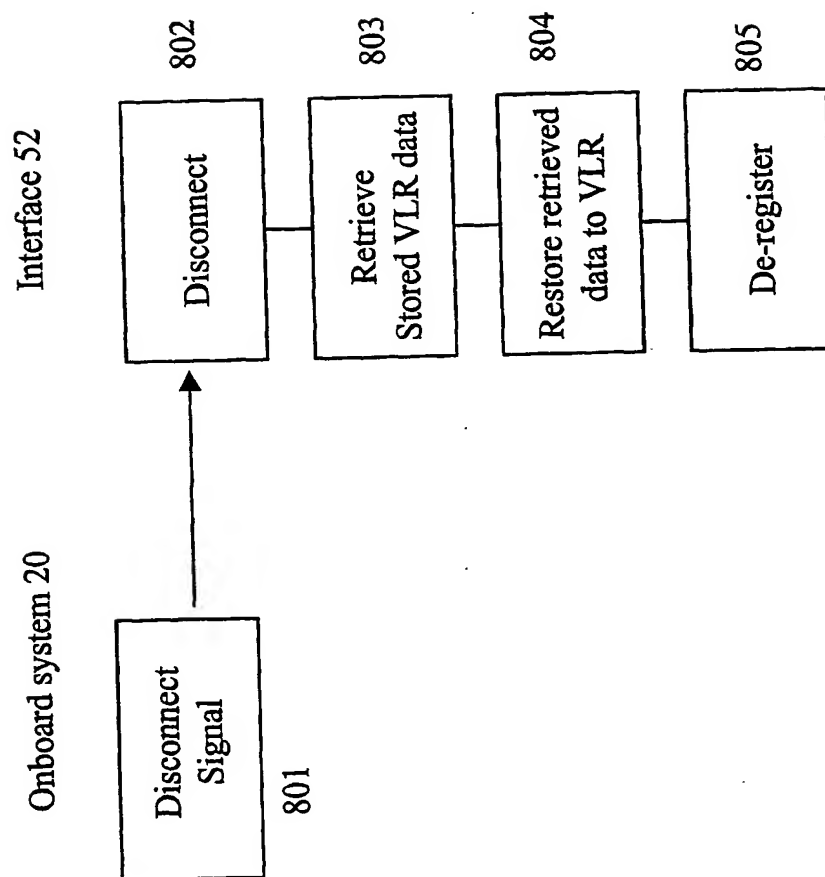 Onboard system 20
Interface 52
Disconnect
Signal
801
Disconnect
802
Retrieve
Stored VLR data
803
Restore retrieved
data to VLR
804
De-register
805